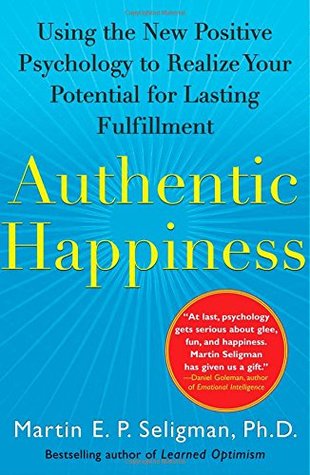 Using the New Positive
Psychology to Realize Your
Potential for Lasting
Fulfillment
Authentic
Happiness
“At last, psychology
gets serious about glee,
fun, and happiness.
Martin Seligman
has given us a gift.”
—Daniel Goleman, author
of Emotional Intelligence
Martin E. P. Seligman, Ph.D.
Bestselling author of Learned Optimism